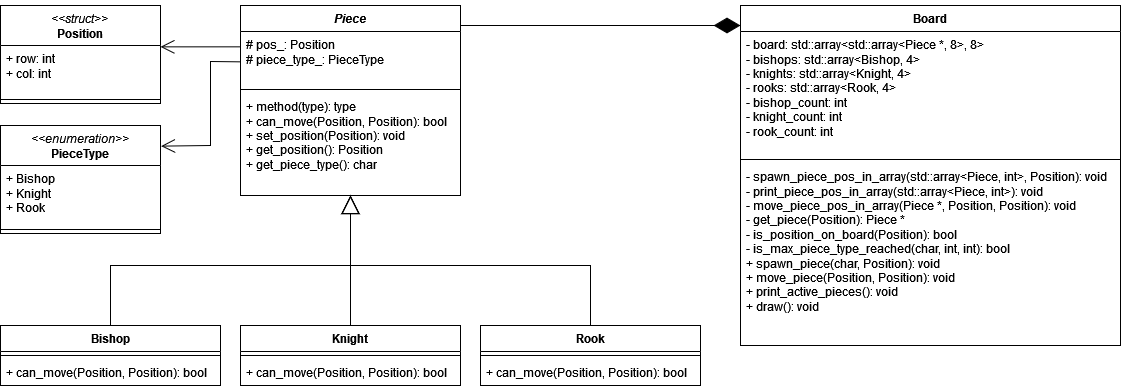 <<struct>>
Position
+ row: int
+ col: int
<<enumeration>>
PieceType
+ Bishop
+ Knight
+ Rook
Piece
# pos_: Position
# piece_type_: PieceType
+ method(type): type
+ can_move(Position, Position): bool
+ set_position(Position): void
+ get_position(): Position
+ get_piece_type(): char
Board
- board: std::array<std::array<Piece *, 8>, 8>
- bishops: std::array<Bishop, 4>
- knights: std::array<Knight, 4>
- rooks: std::array<Rook, 4>
- bishop_count: int
- knight_count: int
- rook_count: int
- spawn_piece_pos_in_array(std::array<Piece, int>, Position): void
- print_piece_pos_in_array(std::array<Piece, int>): void
- move_piece_pos_in_array(Piece *, Position, Position): void
- get_piece(Position): Piece *
- is_position_on_board(Position): bool
- is_max_piece_type_reached(char, int, int): bool
+ spawn_piece(char, Position): void
+ move_piece(Position, Position): void
+ print_active_pieces(): void
+ draw(): void
Bishop
+ can_move(Position, Position): bool
Knight
+ can_move(Position, Position): bool
Rook
+ can_move(Position, Position): bool